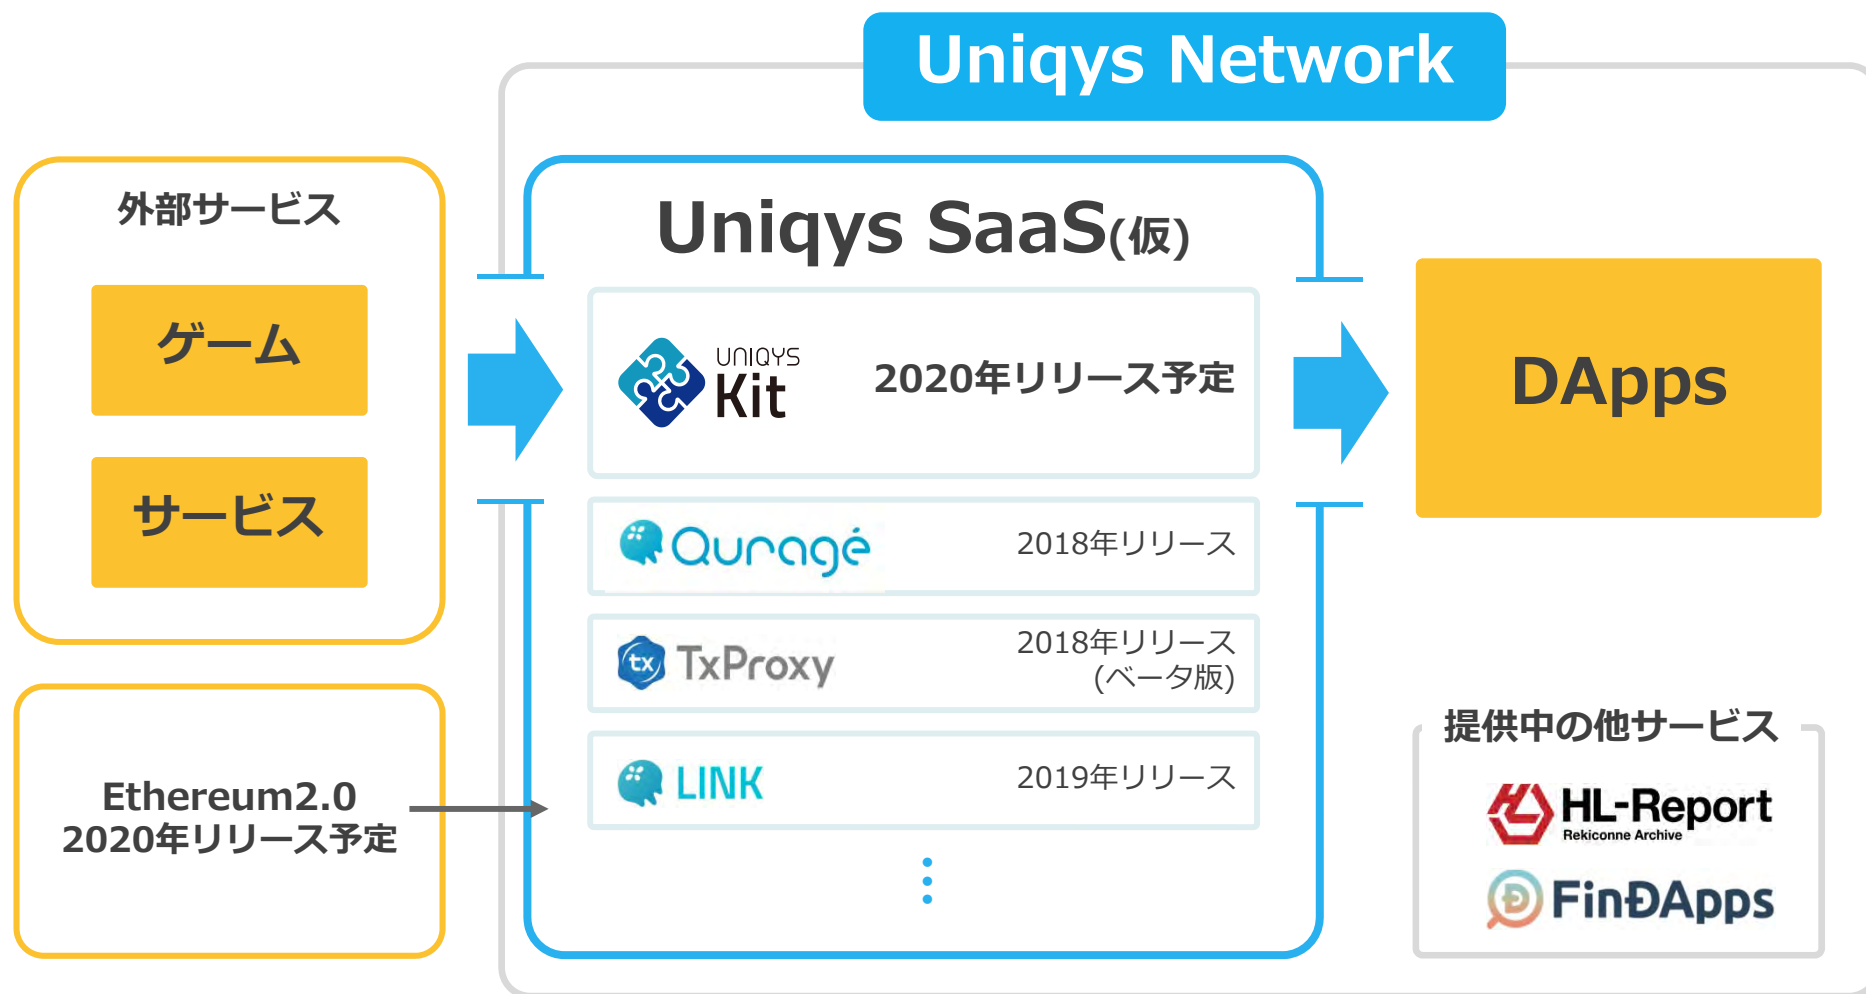 Uniqys Network
外部サービス
ゲーム
サービス
Ethereum2.0
2020年リリース予定
Uniqys SaaS(仮)
UNIQYS
Kit
2020年リリース予定
Quragé
2018年リリース
tx TxProxy
2018年リリース
(ベータ版)
LINK
2019年リリース
DApps
提供中の他サービス
HL-Report
Rekiconne Archive
FinÐApps